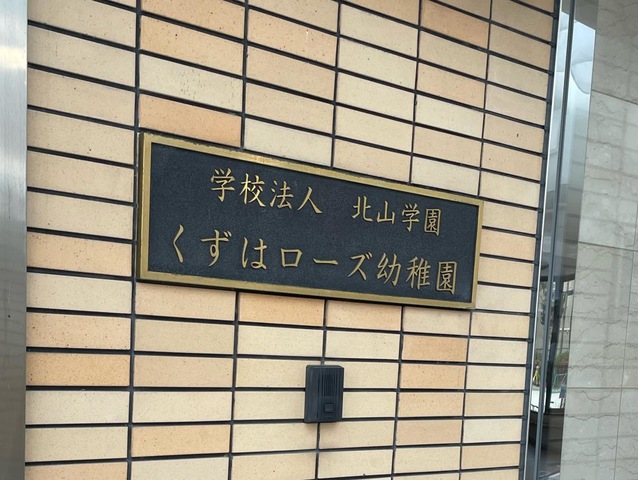 学校法人 北山学園
くずはローズ幼稚園